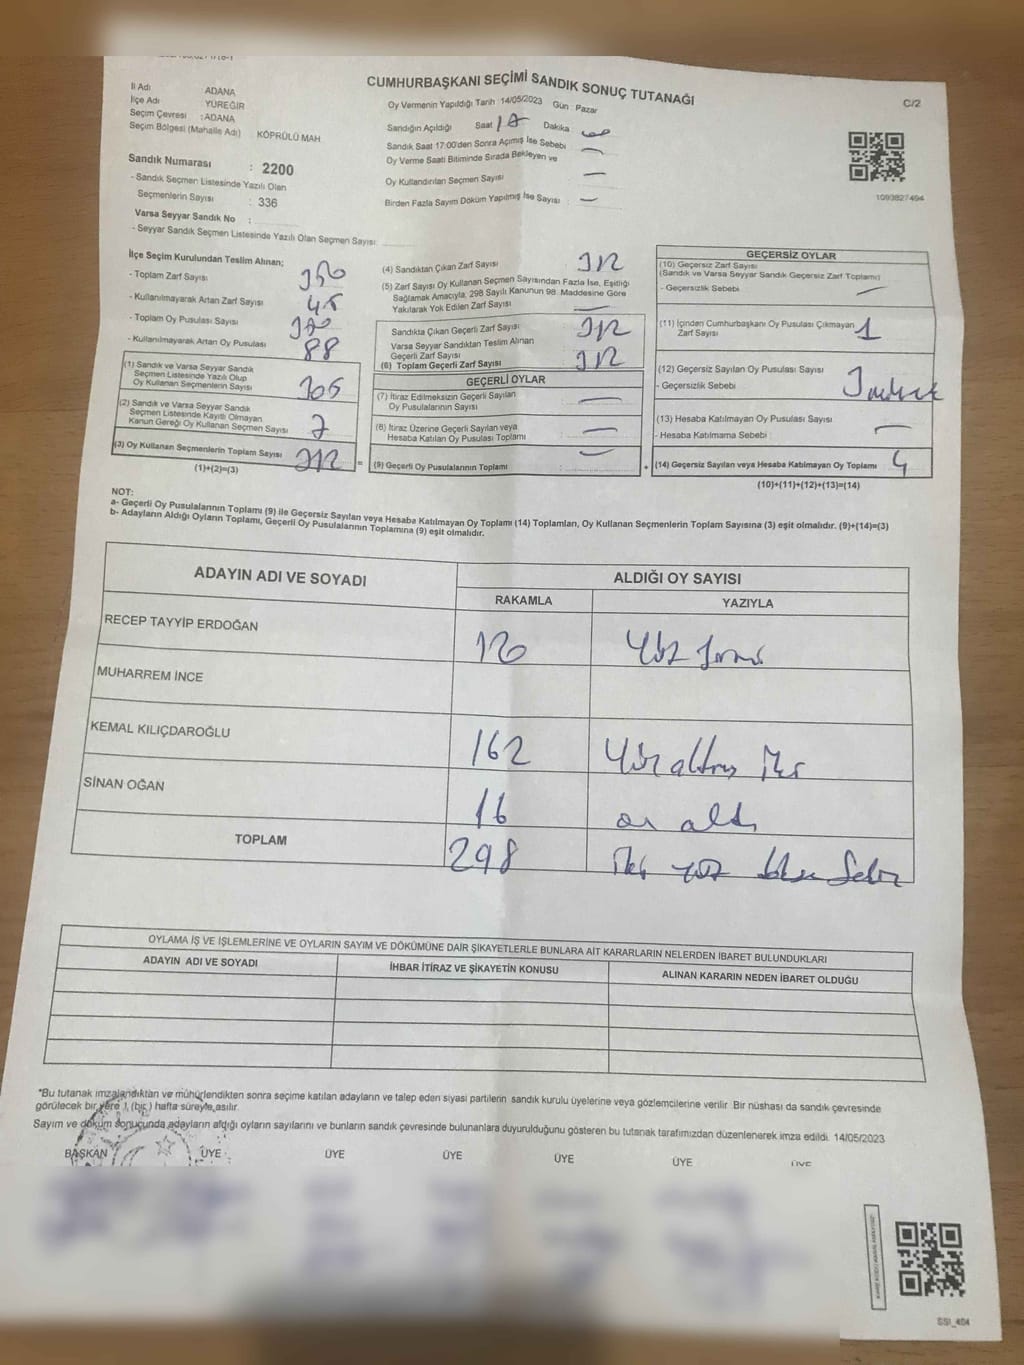 CUMHURBAŞKANI SEÇİMİ SANDIK SONUÇ TUTANAĞI
C/2
İl Adı ADANA
İlçe Adı YÜREĞİR
Seçim Çevresi : ADANA
Seçim Bölgesi (Mahalle Adı) KÖPRÜLÜ MAH
Sandık Numarası : 2200
- Sandık Seçmen Listesinde Yazılı Olan
Seçmenlerin Sayısı : 336
Varsa Seyyar Sandık No :
- Seyyar Sandık Seçmen Listesinde Yazılı Olan Seçmen Sayısı:
Oy Vermenin Yapıldığı Tarih 14/05/2023 Gün : Pazar
Sandığın Açıldığı Saat Dakika
Sandık Saat 17:00'den Sonra Açımış İse Sebebi —
Oy Verme Saati Bitiminde Sırada Bekleyen ve
Oy Kullandırılan Seçmen Sayısı —
Birden Fazla Sayım Döküm Yapılmış İse Sayısı : —
1093827494
İlçe Seçim Kurulundan Teslim Alınan;
- Toplam Zarf Sayısı 350
- Kullanılmayarak Artan Zarf Sayısı
- Toplam Oy Pusulası Sayısı
- Kullanılmayarak Artan Oy Pusulası 88
(1) Sandık ve Varsa Seyyar Sandık
Seçmen Listesinde Yazılı Olup
Oy Kullanan Seçmenlerin Sayısı 305
(2) Sandık ve Varsa Seyyar Sandık
Seçmen Listesinde Kayıtlı Olmayan
Kanun Gereği Oy Kullanan Seçmen Sayısı 7
(3) Oy Kullanan Seçmenlerin Toplam Sayısı 312
(1)+(2)=(3)
(4) Sandıktan Çıkan Zarf Sayısı 312
(5) Zarf Sayısı Oy Kullanan Seçmen Sayısından Fazla İse, Eşitliği
Sağlamak Amacıyla, 298 Sayılı Kanunun 98. Maddesine Göre
Yakılarak Yok Edilen Zarf Sayısı —
Sandıkta Çıkan Geçerli Zarf Sayısı 312
Varsa Seyyar Sandıktan Teslim Alınan
Geçerli Zarf Sayısı
(6) Toplam Geçerli Zarf Sayısı 312
GEÇERLİ OYLAR
(7) İtiraz Edilmeksizin Geçerli Sayılan
Oy Pusulalarının Sayısı —
(8) İtiraz Üzerine Geçerli Sayılan veya
Hesaba Katılan Oy Pusulası Toplamı —
(9) Geçerli Oy Pusulalarının Toplamı : —
GEÇERSİZ OYLAR
(10) Geçersiz Zarf Sayısı
(Sandık ve Varsa Seyyar Sandık Geçersiz Zarf Toplamı)
- Geçersizlik Sebebi —
(11) İçinden Cumhurbaşkanı Oy Pusulası Çıkmayan
Zarf Sayısı 1
(12) Geçersiz Sayılan Oy Pusulası Sayısı
- Geçersizlik Sebebi
(13) Hesaba Katılmayan Oy Pusulası Sayısı
- Hesaba Katılmama Sebebi —
(14) Geçersiz Sayılan veya Hesaba Katılmayan Oy Toplamı
(10)+(11)+(12)+(13)=(14)
NOT:
a- Geçerli Oy Pusulalarının Toplamı (9) ile Geçersiz Sayılan veya Hesaba Katılmayan Oy Toplamı (14) Toplamları, Oy Kullanan Seçmenlerin Toplam Sayısına (3) eşit olmalıdır. (9)+(14)=(3)
b- Adayların Aldığı Oyların Toplamı, Geçerli Oy Pusulalarının Toplamına (9) eşit olmalıdır.
ADAYIN ADI VE SOYADI ALDIĞI OY SAYISI
RAKAMLA YAZIYLA
RECEP TAYYİP ERDOĞAN 120 Yüz yirmi
MUHARREM İNCE
KEMAL KILIÇDAROĞLU 162 Yüz altmış iki
SİNAN OĞAN 16 on altı
TOPLAM 298 iki yüz doksan sekiz
OYLAMA İŞ VE İŞLEMLERİNE VE OYLARIN SAYIM VE DÖKÜMÜNE DAİR ŞİKAYETLERLE BUNLARA AİT KARARLARIN NELERDEN İBARET BULUNDUKLARI
ADAYIN ADI VE SOYADI İHBAR İTİRAZ VE ŞİKAYETİN KONUSU ALINAN KARARIN NEDEN İBARET OLDUĞU
*Bu tutanak imzalandıktan ve mühürlendikten sonra seçime katılan adayların ve talep eden siyasi partilerin sandık kurulu üyelerine veya gözlemcilerine verilir. Bir nüshası da sandık çevresinde
görülecek bir yere 1 (bir) hafta süreyle asılır.
Sayım ve döküm sonucunda adayların aldığı oyların sayılarını ve bunların sandık çevresinde bulunanlara duyurulduğunu gösteren bu tutanak tarafımızdan düzenlenerek imza edildi. 14/05/2023
BAŞKAN ÜYE ÜYE ÜYE ÜYE ÜYE ÜYE
SSI_404